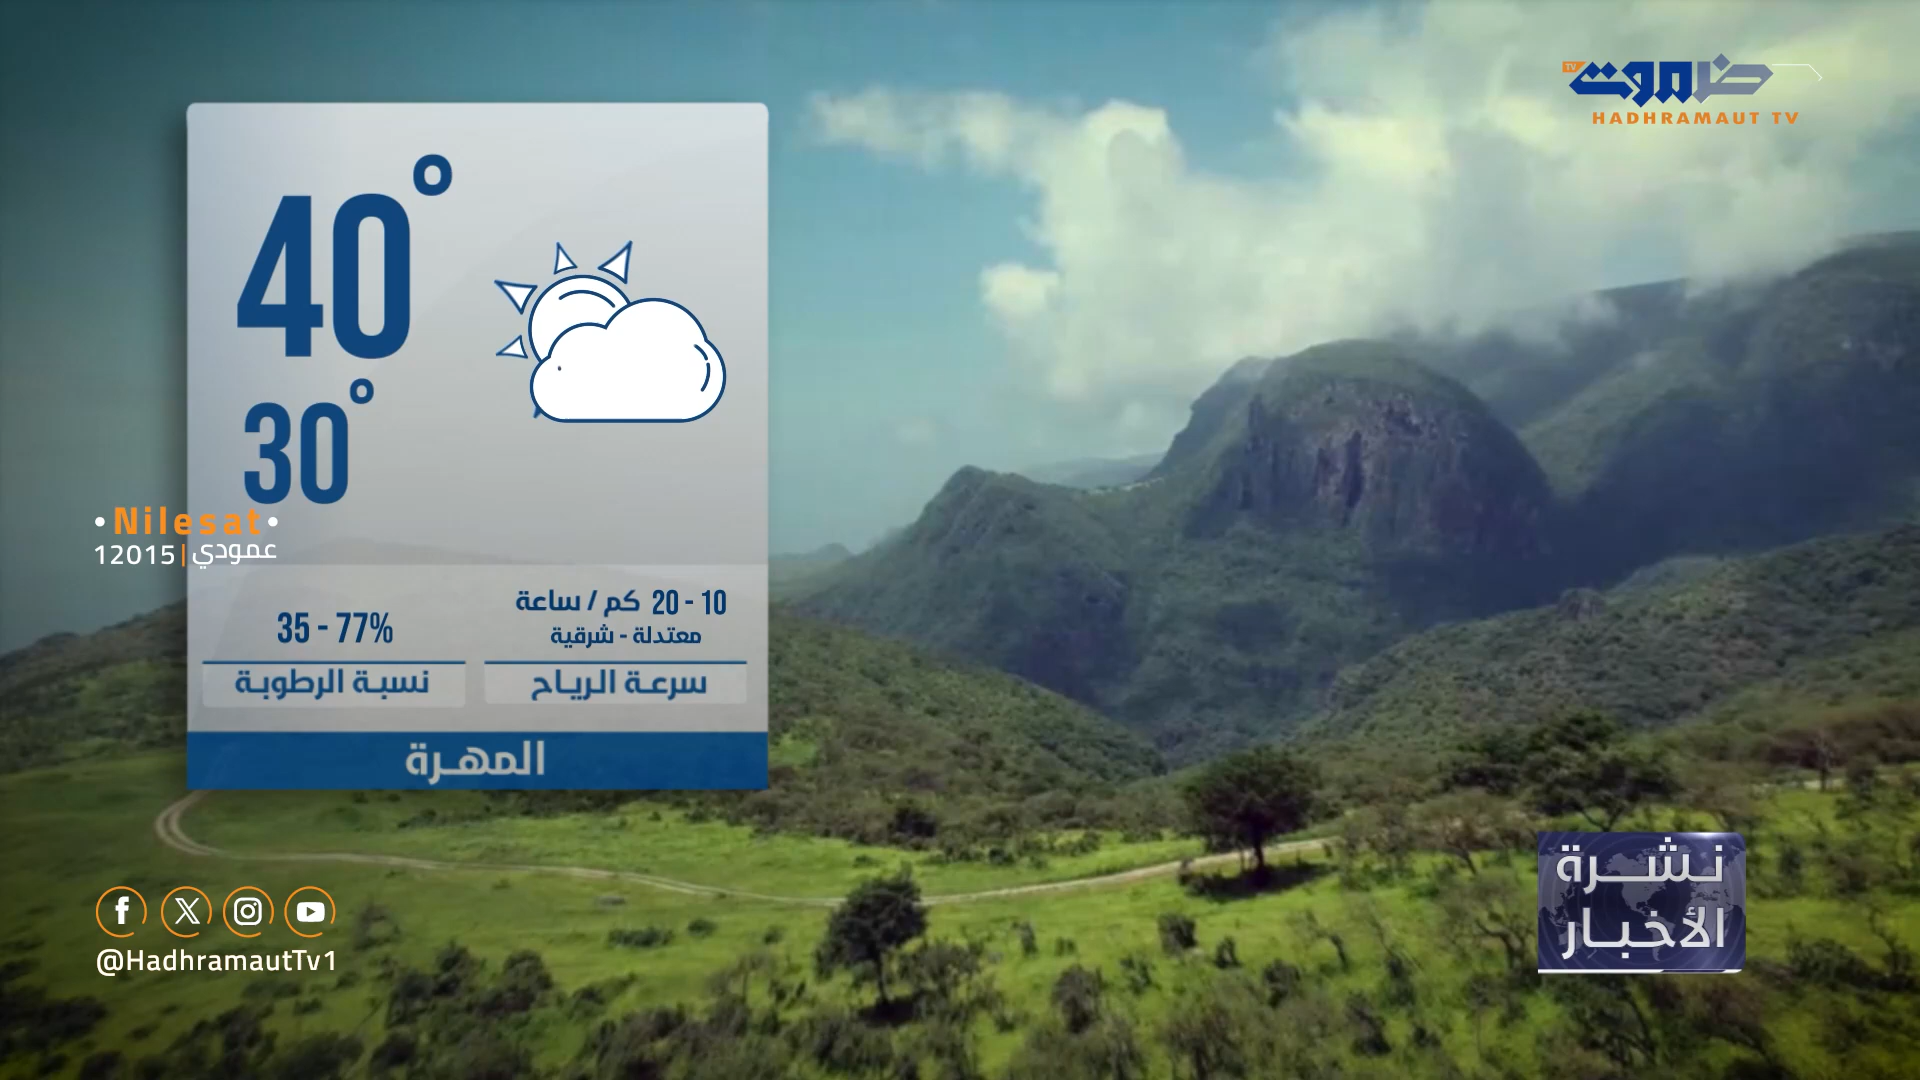 حضرموت
TV
HADHRAMAUT TV
40°
30°
• Nilesat •
12015 | عمودي
10 - 20 كم / ساعة
معتدلة - شرقية
سرعة الرياح
35 - 77%
نسبة الرطوبة
المهرة
نشرة
الأخبار
@HadhramautTv1